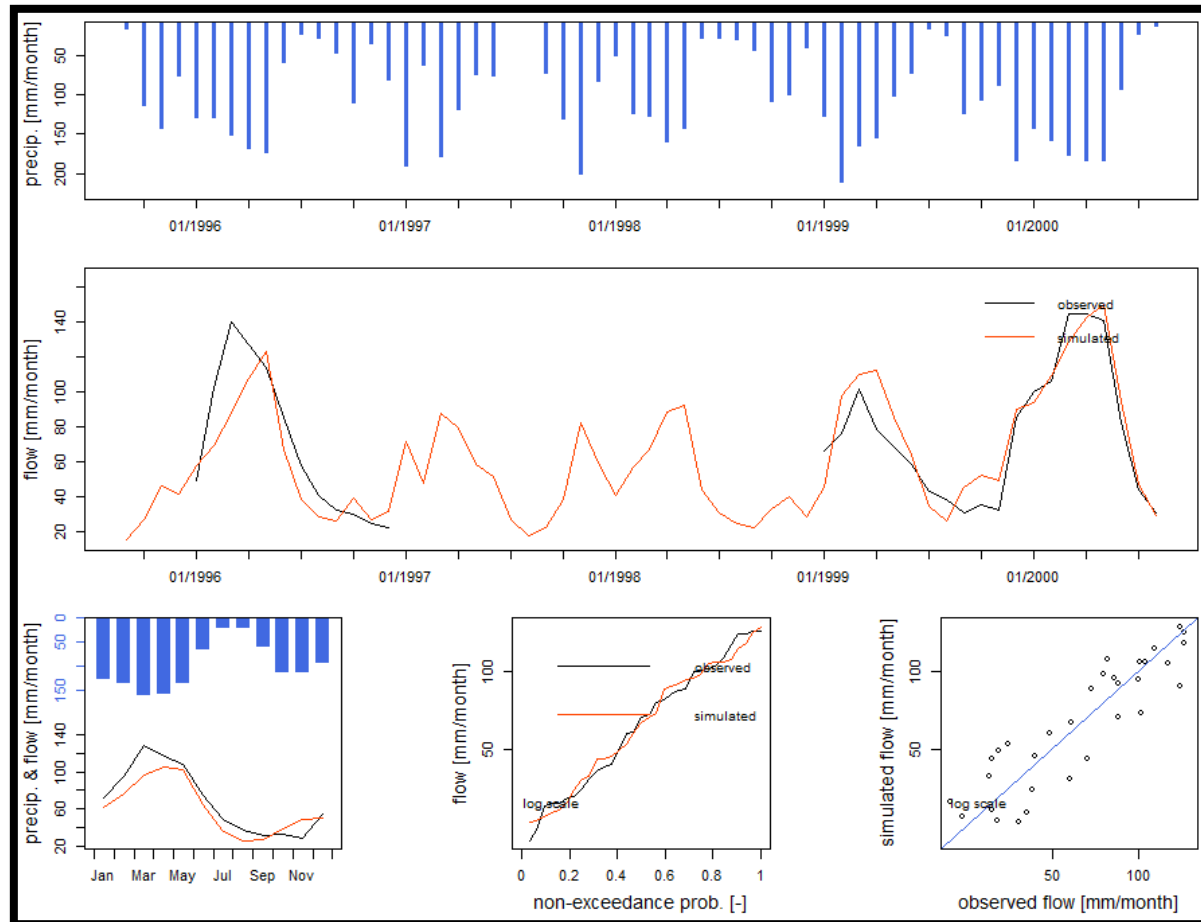 precip. [mm/month]
50
100
150
200
01/1996 01/1997 01/1998 01/1999 01/2000
flow [mm/month]
140
100
80
60
40
20
observed
simulated
01/1996 01/1997 01/1998 01/1999 01/2000
precip. & flow [mm/month]
0
50
150
140
100
60
20
Jan Mar May Jul Sep Nov
flow [mm/month]
100
50
observed
simulated
log scale
0 0.2 0.4 0.6 0.8 1
non-exceedance prob. [-]
simulated flow [mm/month]
100
50
log scale
50 100
observed flow [mm/month]